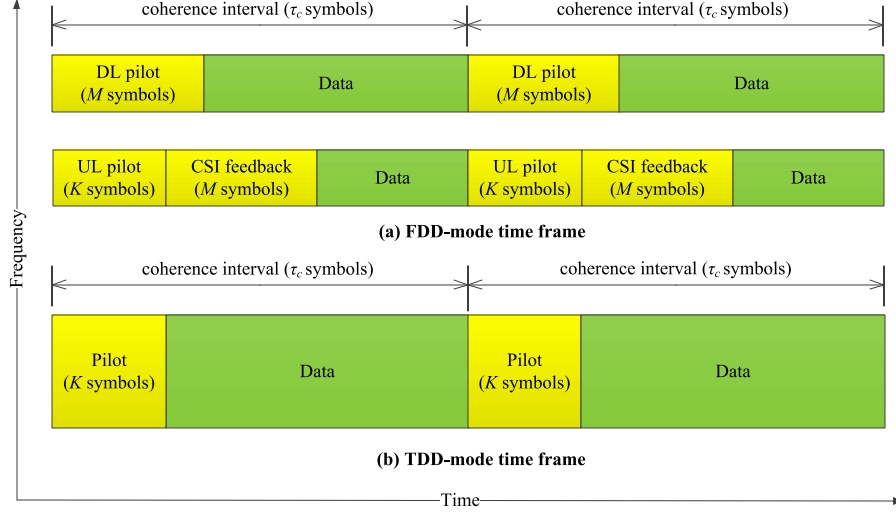 coherence interval (τc symbols) coherence interval (τc symbols)
DL pilot
(M symbols)
Data
DL pilot
(M symbols)
Data
UL pilot
(K symbols)
CSI feedback
(M symbols)
Data
UL pilot
(K symbols)
CSI feedback
(M symbols)
Data
(a) FDD-mode time frame
Frequency
coherence interval (τc symbols) coherence interval (τc symbols)
Pilot
(K symbols)
Data
Pilot
(K symbols)
Data
(b) TDD-mode time frame
Time